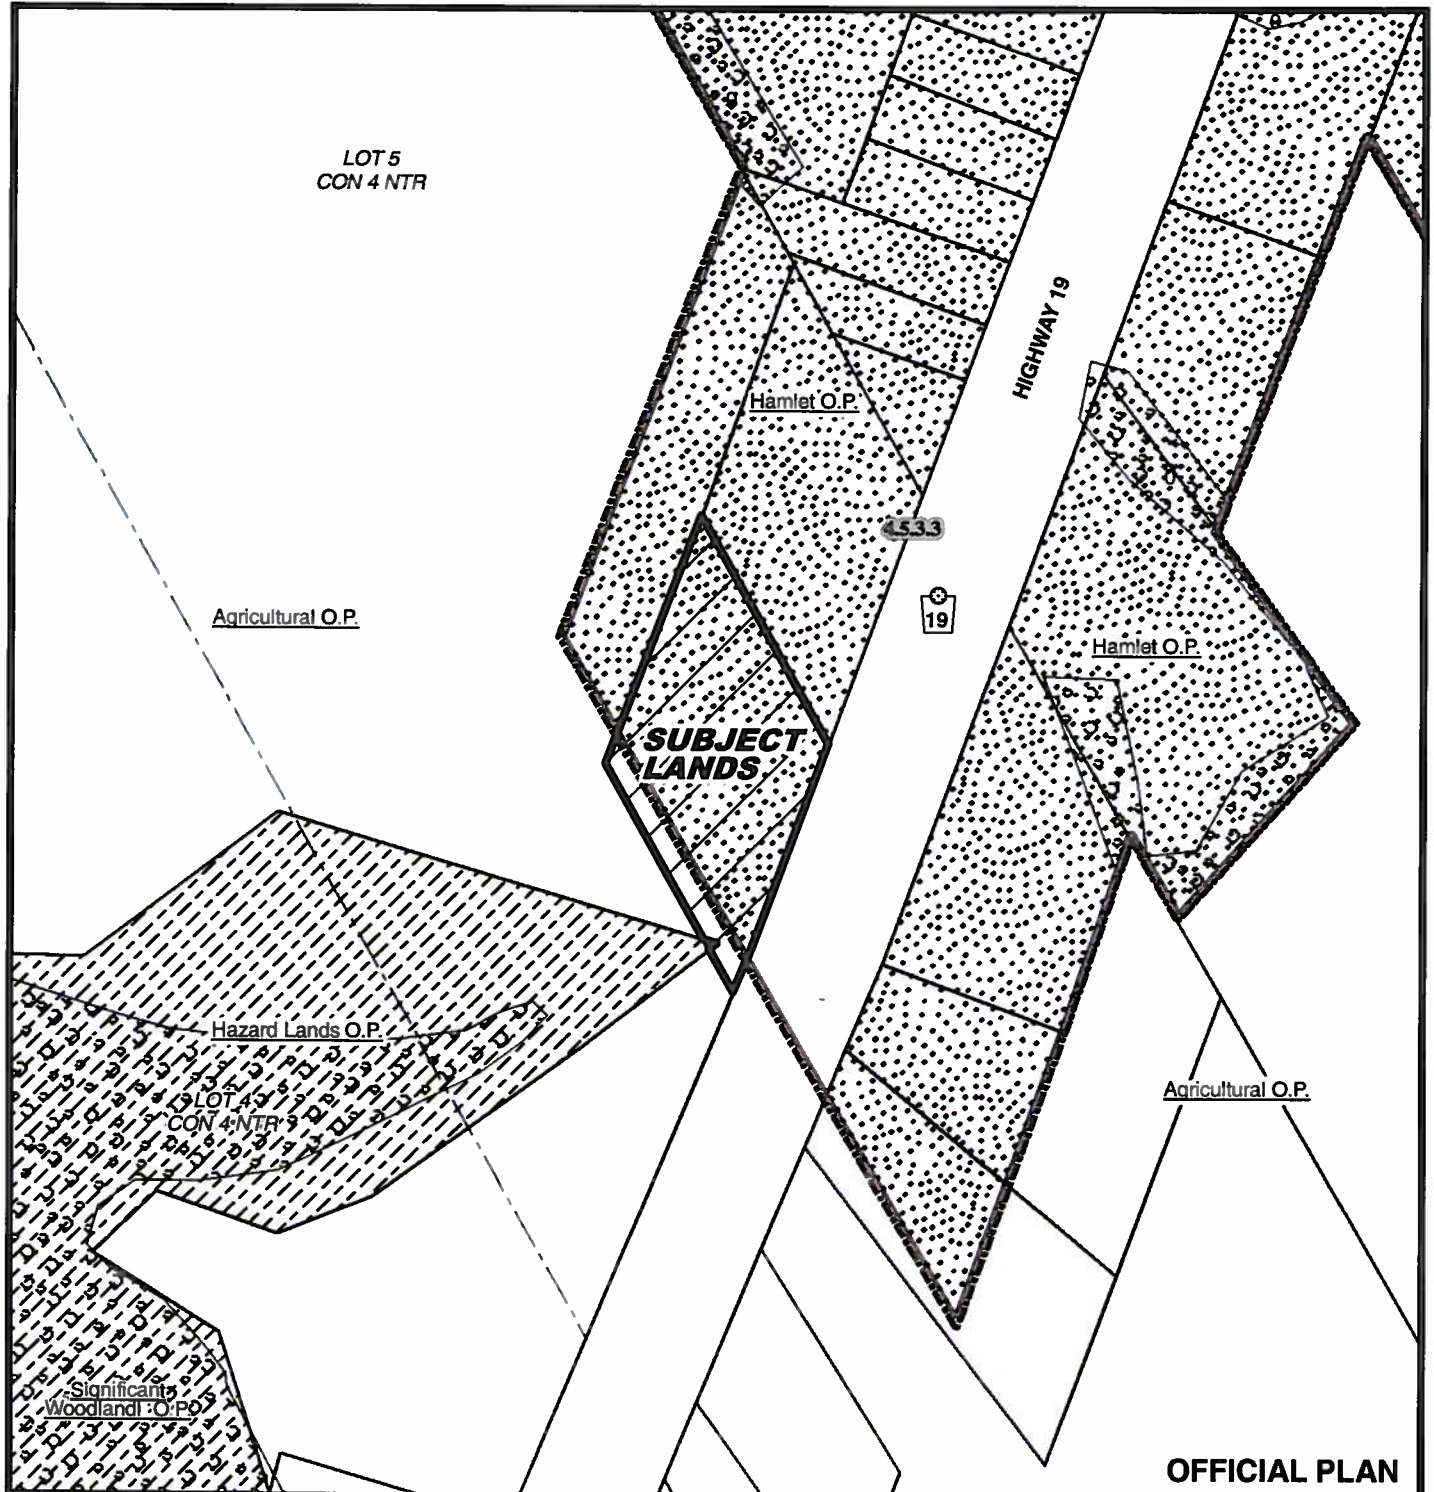 LOT 5
CON 4 NTR
HIGHWAY 19
Hamlet O.P.
4.5.3.3
19
Agricultural O.P.
Hamlet O.P.
SUBJECT
LANDS
Hazard Lands O.P.
LOT 4
CON 4 NTR
Agricultural O.P.
Significant
Woodland O.P.
OFFICIAL PLAN